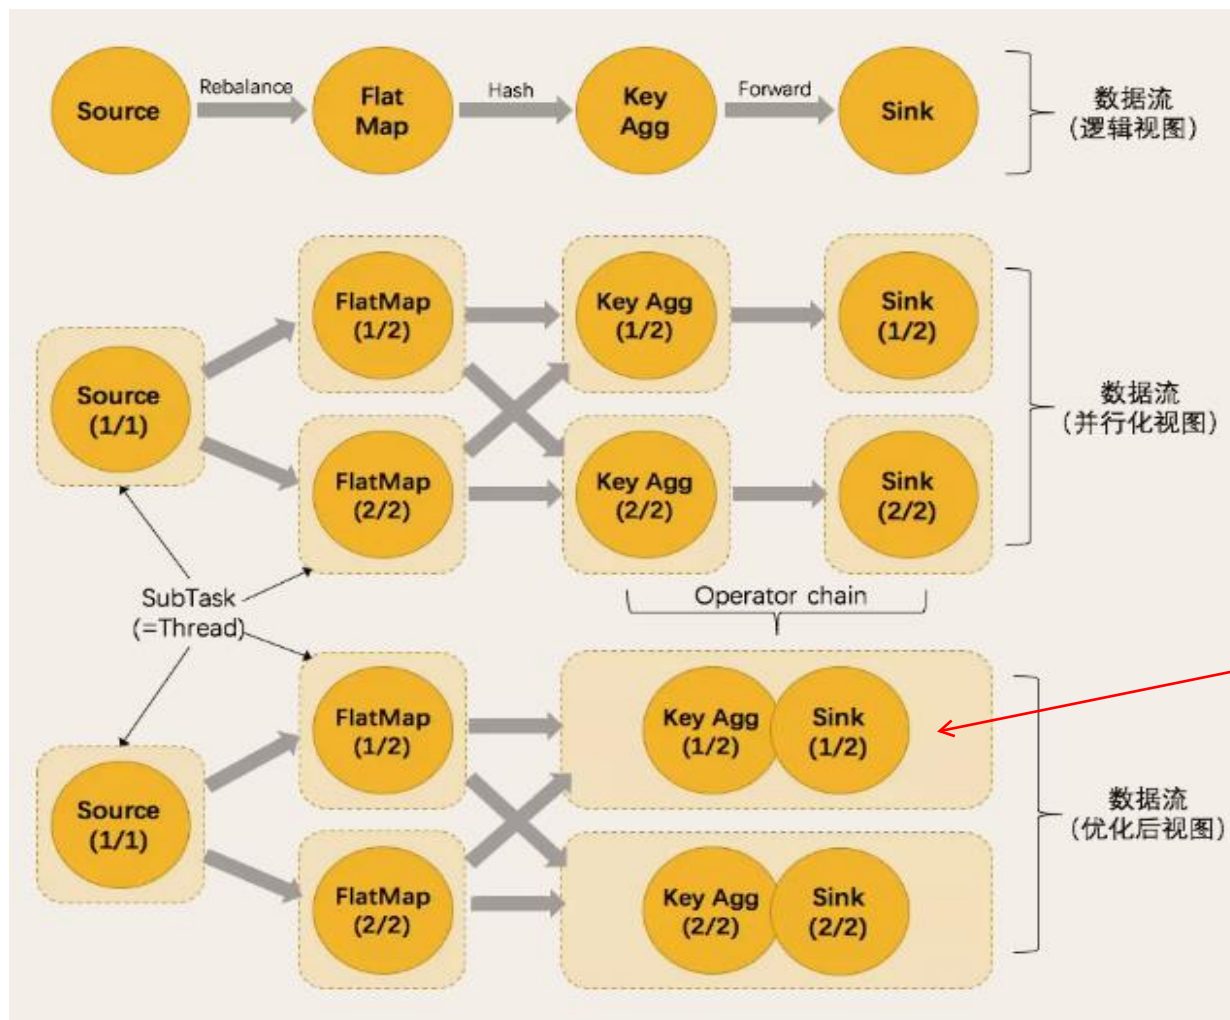 Source
Rebalance
Flat
Map
Hash
Key
Agg
Forward
Sink
数据流
(逻辑视图)
FlatMap
(1/2)
Key Agg
(1/2)
Sink
(1/2)
Source
(1/1)
数据流
(并行化视图)
FlatMap
(2/2)
Key Agg
(2/2)
Sink
(2/2)
SubTask
(=Thread)
Operator chain
FlatMap
(1/2)
Key Agg
(1/2)
Sink
(1/2)
Source
(1/1)
数据流
(优化后视图)
FlatMap
(2/2)
Key Agg
(2/2)
Sink
(2/2)